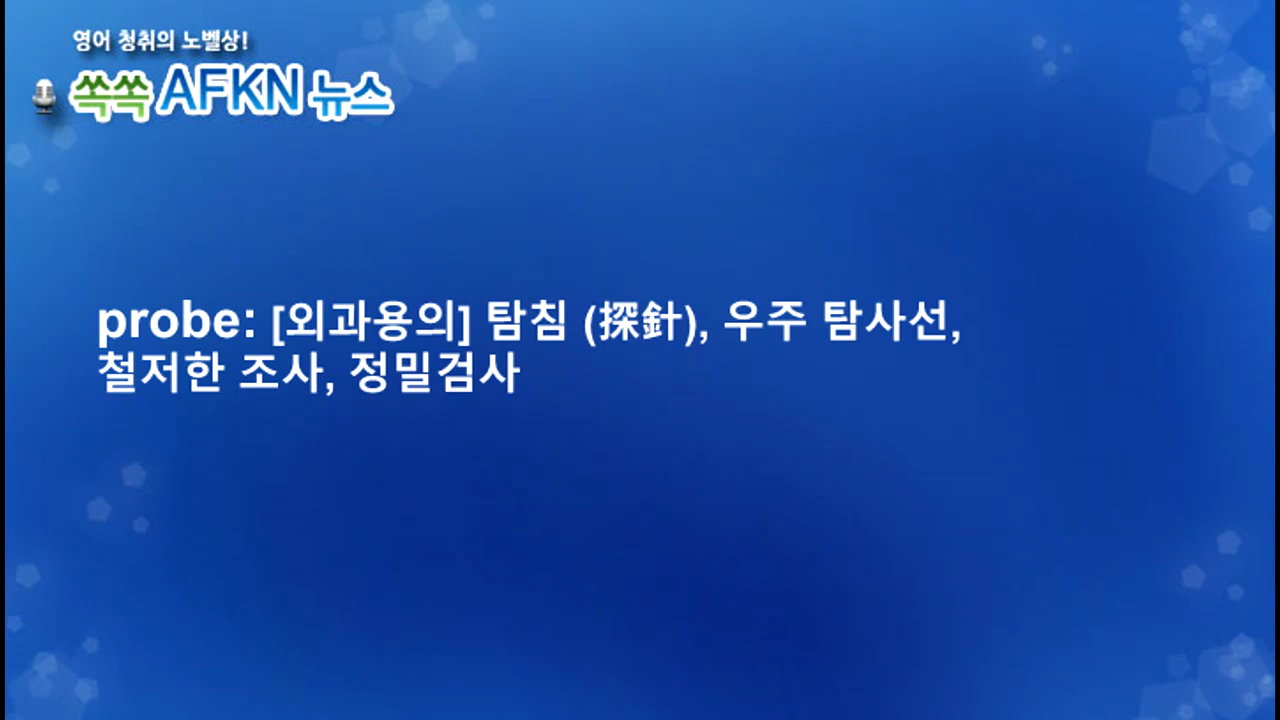 영어 청취의 노벨상!
쏙쏙 AFKN 뉴스
probe: [외과용의] 탐침 (探針), 우주 탐사선,
철저한 조사, 정밀검사